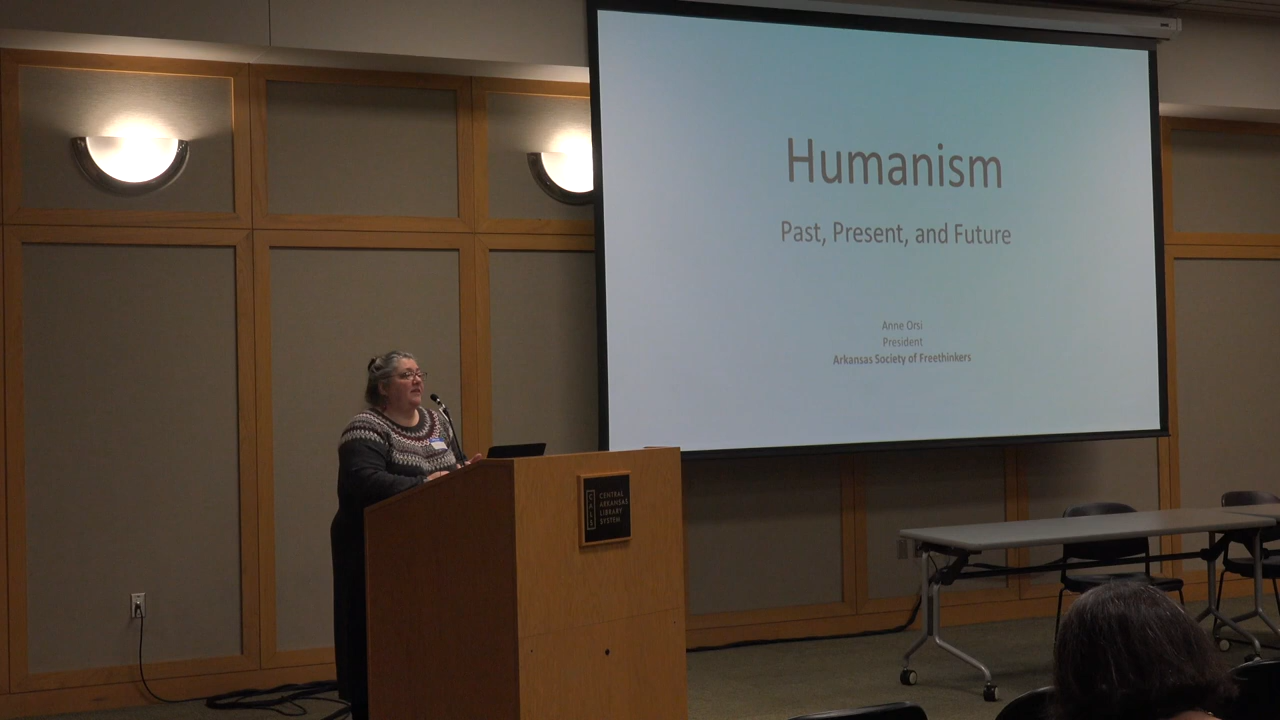 Humanism
Past, Present, and Future
Anne Orsi
President
Arkansas Society of Freethinkers
CALS
CENTRAL
ARKANSAS
LIBRARY
SYSTEM